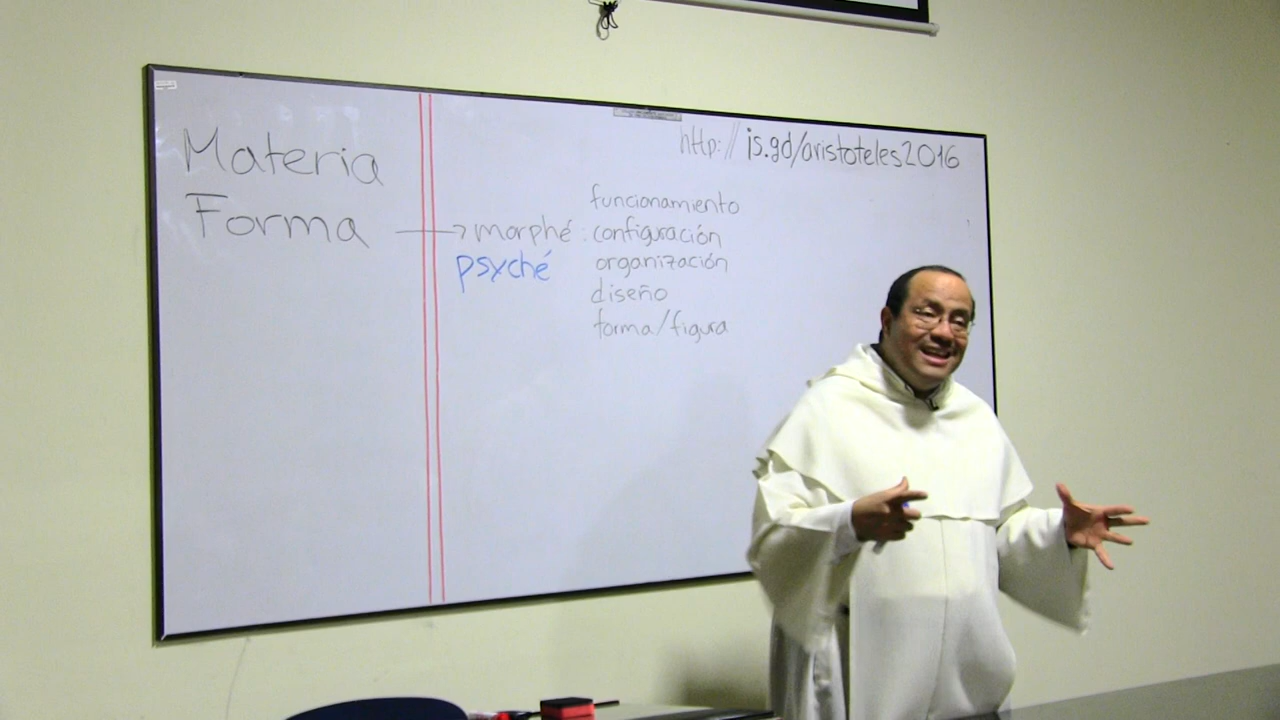 Materia
Forma
http://is.gd/aristoteles2016
funcionamiento
→ morphé : configuración
psyché organización
diseño
forma/figura